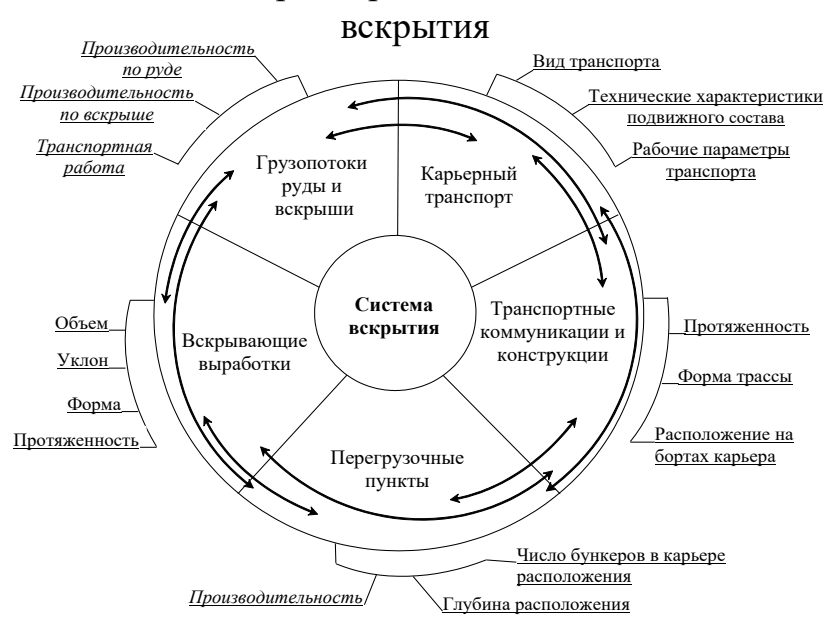 вскрытия
Производительность
по руде
Производительность
по вскрыше
Транспортная
работа
Вид транспорта
Технические характеристики
подвижного состава
Рабочие параметры
транспорта
Грузопотоки
руды и
вскрыши
Карьерный
транспорт
Система
вскрытия
Транспортные
коммуникации и
конструкции
Вскрывающие
выработки
Перегрузочные
пункты
Объем
Уклон
Форма
Протяженность
Протяженность
Форма трассы
Расположение на
бортах карьера
Число бункеров в карьере
расположения
Глубина расположения
Производительность